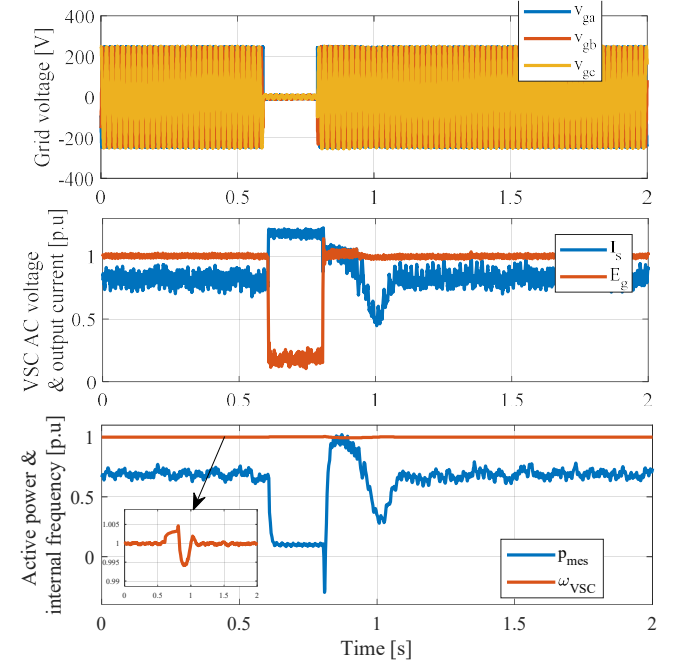 400
200
0
-200
-400
Grid voltage [V]
v_ga
v_gb
v_gc
0
0.5
1
1.5
2
1
0.5
0
VSC AC voltage
& output current [p.u]
I_s
E_g
0
0.5
1
1.5
2
1
0.5
0
Active power &
internal frequency [p.u]
1.005
1.000
0.995
0.99
0
0.5
1
1.5
2
p_mes
ω_VSC
0
0.5
1
1.5
2
Time [s]